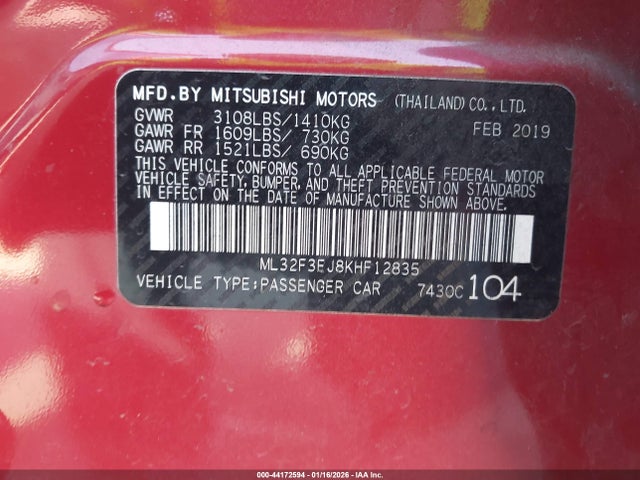 MFD.BY MITSUBISHI MOTORS (THAILAND) CO.,LTD.
GVWR 3108LBS/1410KG FEB 2019
GAWR FR 1609LBS/ 730KG
GAWR RR 1521LBS/ 690KG
THIS VEHICLE CONFORMS TO ALL APPLICABLE FEDERAL MOTOR
VEHICLE SAFETY, BUMPER, AND THEFT PREVENTION STANDARDS
IN EFFECT ON THE DATE OF MANUFACTURE SHOWN ABOVE.
ML32F3EJ8KHF12835
VEHICLE TYPE:PASSENGER CAR 7430C 104
000-44172594 - 01/16/2026 - IAA Inc.